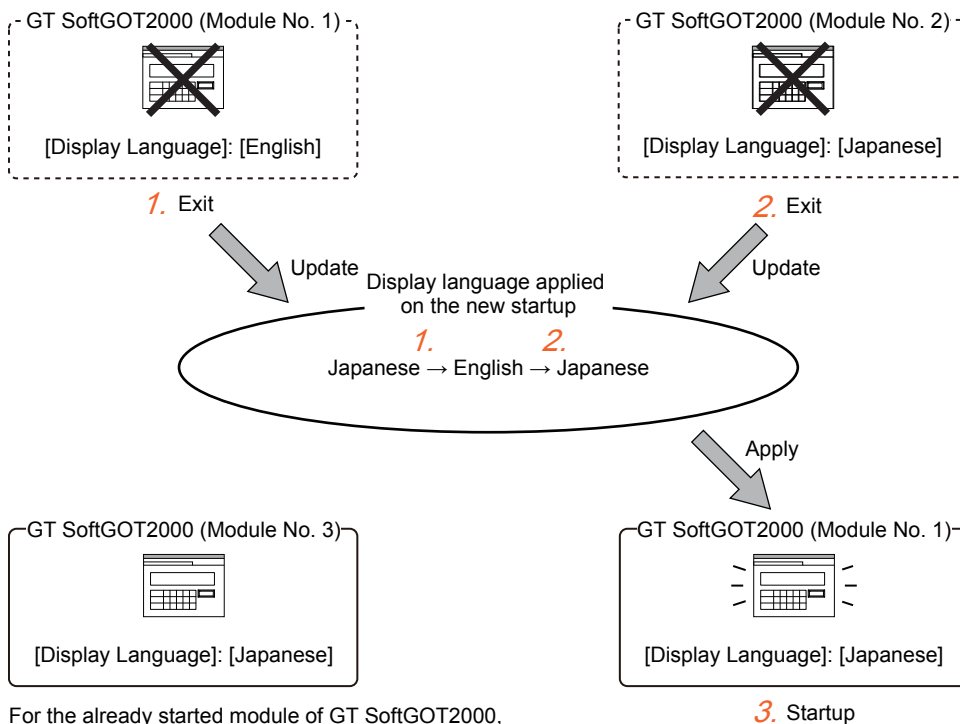 GT SoftGOT2000 (Module No. 1)
[Display Language]: [English]
1. Exit
Update
GT SoftGOT2000 (Module No. 2)
[Display Language]: [Japanese]
2. Exit
Update
Display language applied
on the new startup
1. 2.
Japanese → English → Japanese
Apply
GT SoftGOT2000 (Module No. 3)
[Display Language]: [Japanese]
For the already started module of GT SoftGOT2000,
GT SoftGOT2000 (Module No. 1)
[Display Language]: [Japanese]
3. Startup